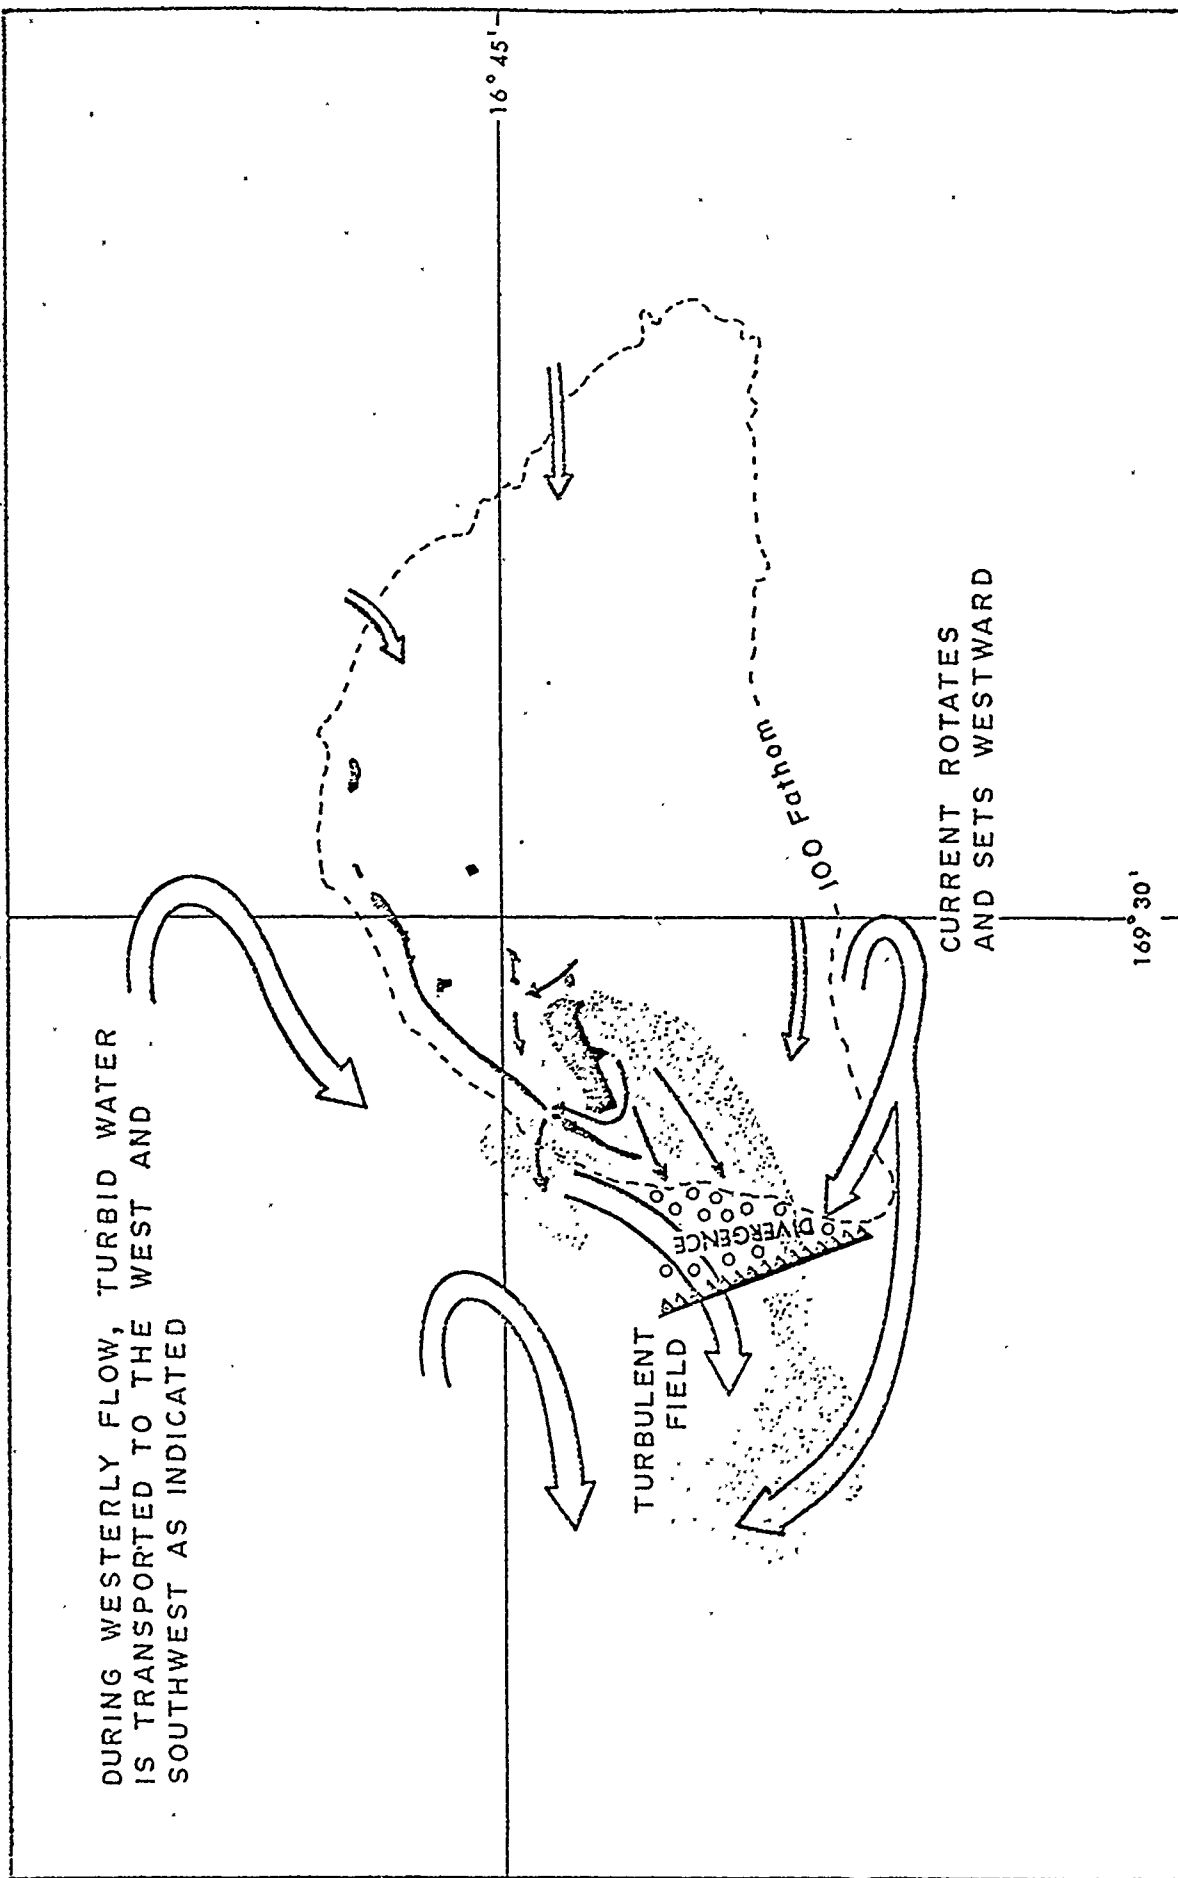 DURING WESTERLY FLOW, TURBID WATER
IS TRANSPORTED TO THE WEST AND
SOUTHWEST AS INDICATED
16° 45'
100 Fathom
DIVERGENCE
TURBULENT
FIELD
CURRENT ROTATES
AND SETS WESTWARD
169° 30'